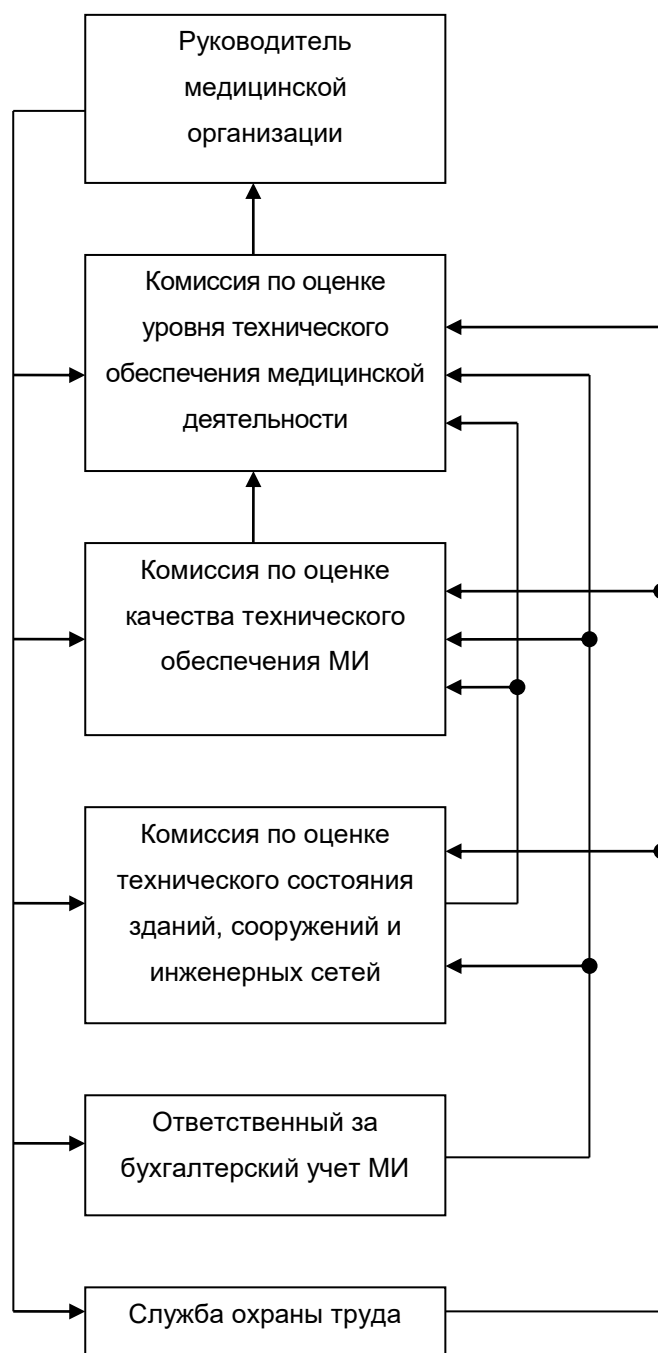 Руководитель
медицинской
организации
Комиссия по оценке
уровня технического
обеспечения медицинской
деятельности
Комиссия по оценке
качества технического
обеспечения МИ
Комиссия по оценке
технического состояния
зданий, сооружений и
инженерных сетей
Ответственный за
бухгалтерский учет МИ
Служба охраны труда